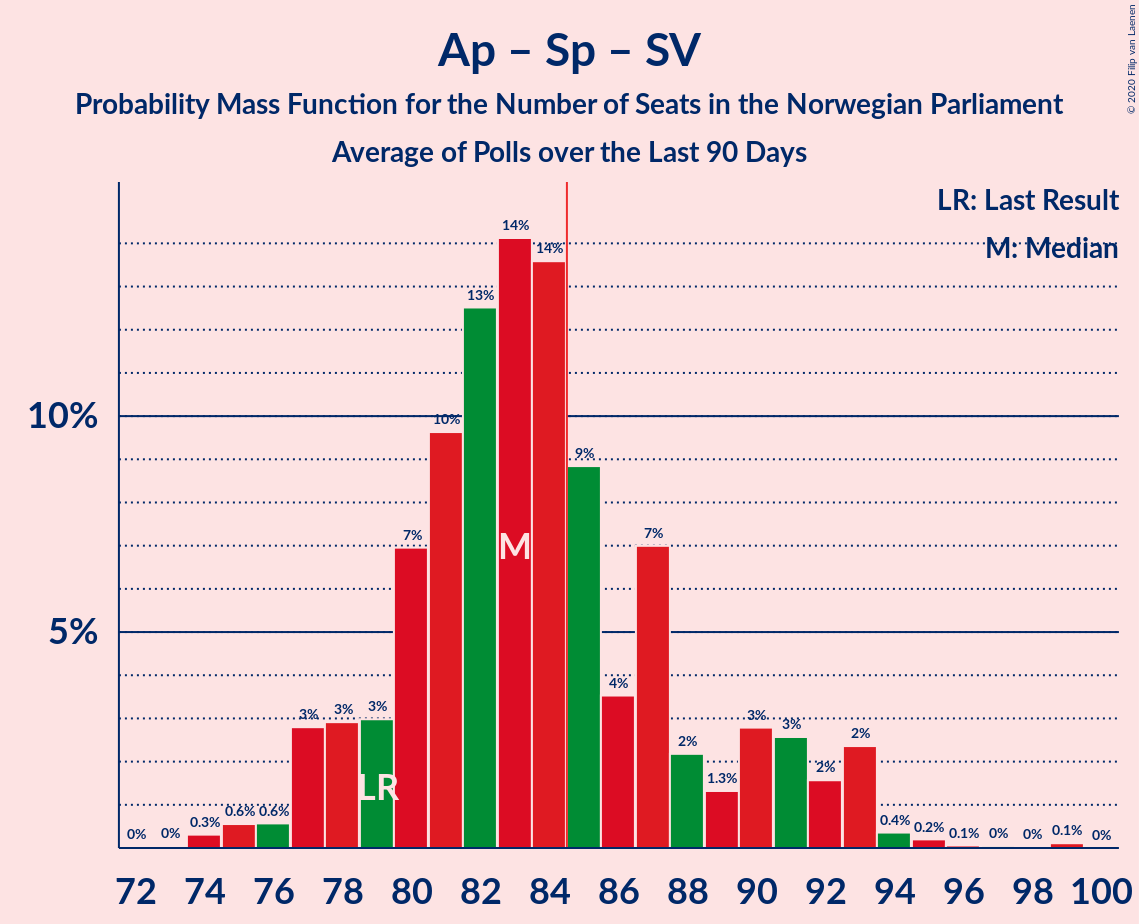 Ap – Sp – SV
Probability Mass Function for the Number of Seats in the Norwegian Parliament
Average of Polls over the Last 90 Days
© 2020 Filip van Laenen
LR: Last Result
M: Median
10%
5%
0% 0% 0.3% 0.6% 0.6% 3% 3% 3% 7% 10% 13% 14% 14% 9% 4% 7% 2% 1.3% 3% 3% 2% 2% 0.4% 0.2% 0.1% 0% 0% 0.1% 0%
M
LR
72 74 76 78 80 82 84 86 88 90 92 94 96 98 100